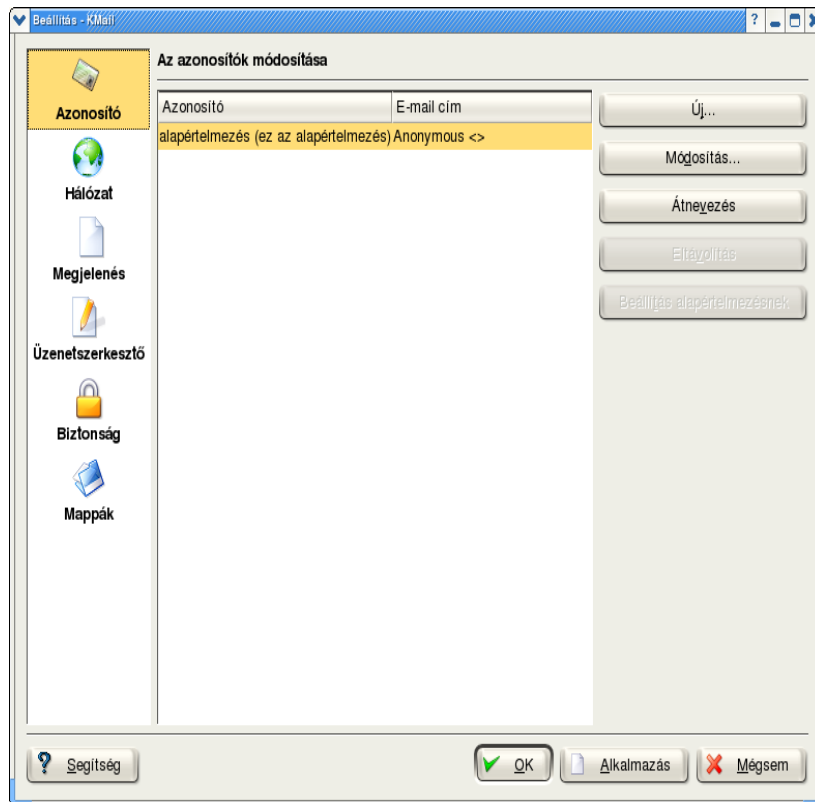 Beállítás - KMail
Azonosító
Hálózat
Megjelenés
Üzenetszerkesztő
Biztonság
Mappák
Az azonosítók módosítása
Azonosító E-mail cím
alapértelmezés (ez az alapértelmezés) Anonymous <>
Új...
Módosítás...
Átnevezés
Eltávolítás
Beállítás alapértelmezésnek
Segítség
OK
Alkalmazás
Mégsem